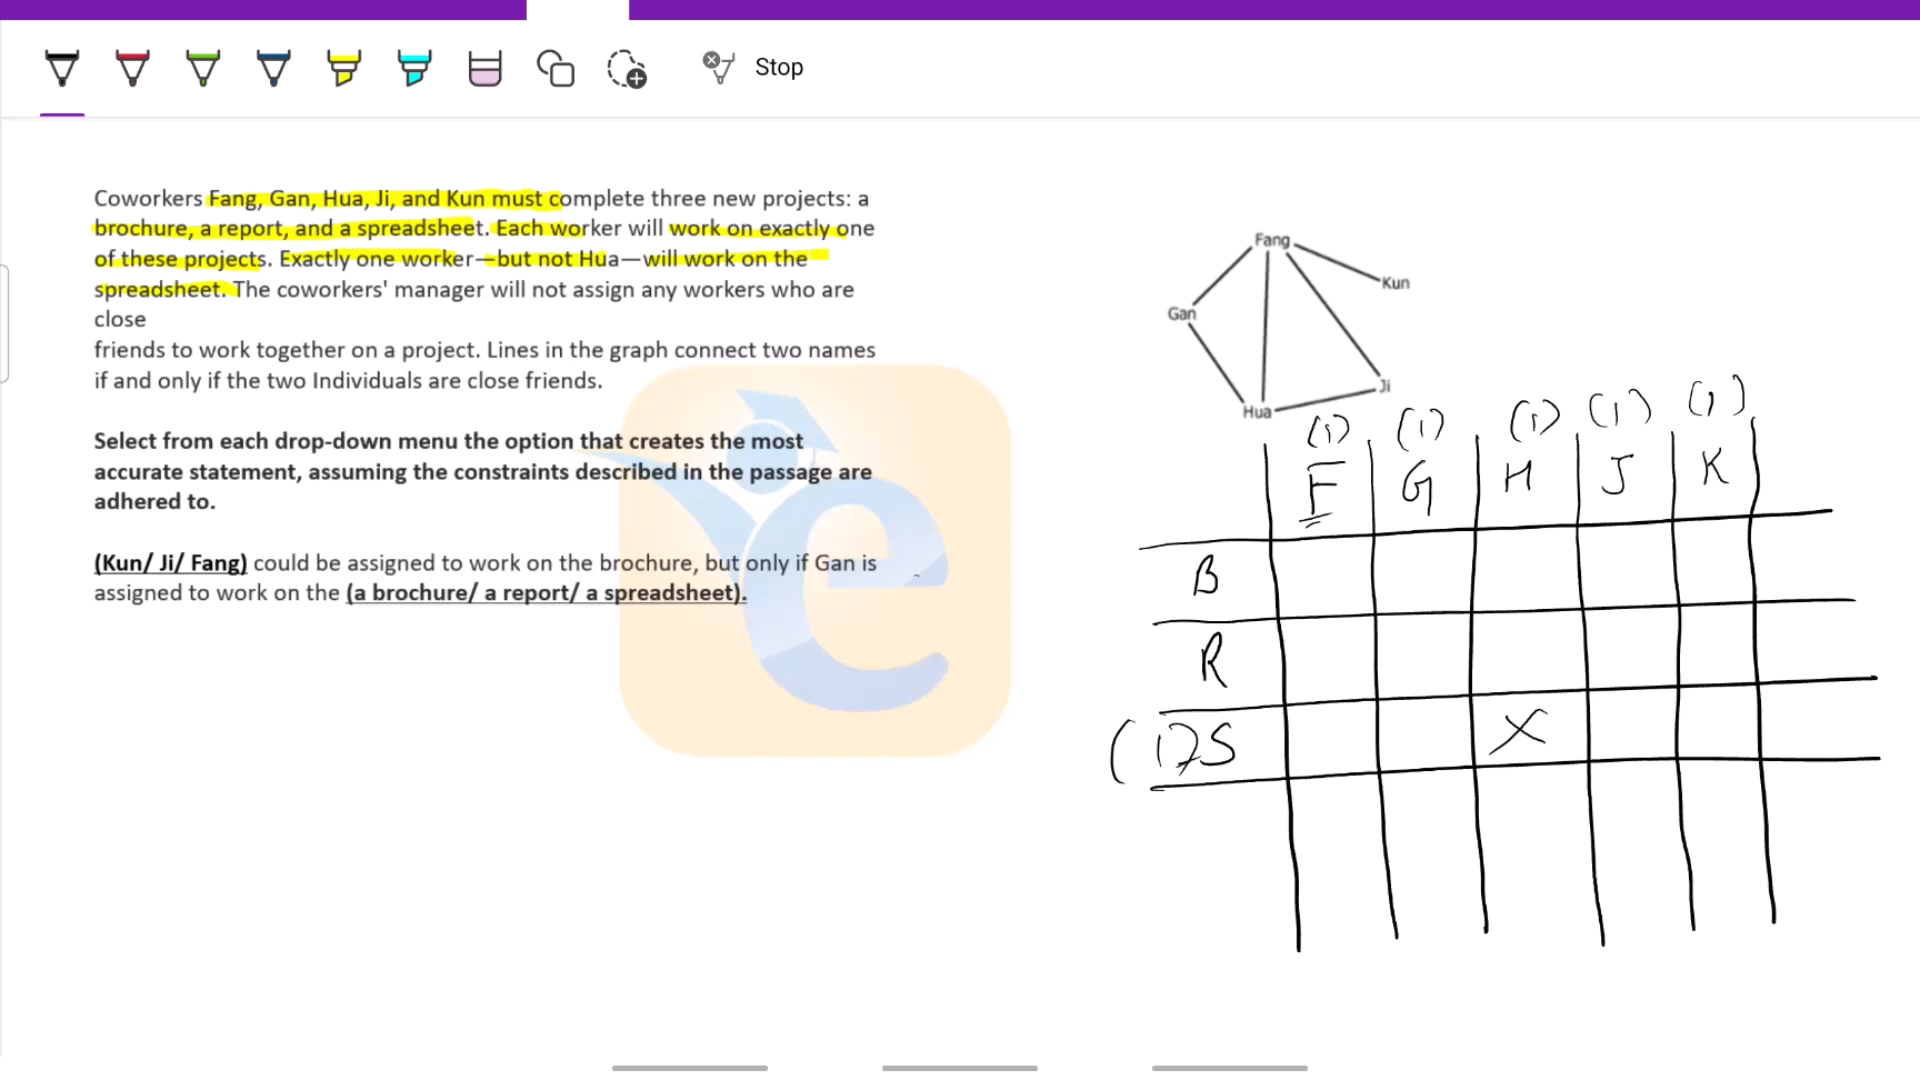 Stop
Coworkers Fang, Gan, Hua, Ji, and Kun must complete three new projects: a
brochure, a report, and a spreadsheet. Each worker will work on exactly one
of these projects. Exactly one worker—but not Hua—will work on the
spreadsheet. The coworkers' manager will not assign any workers who are
close
friends to work together on a project. Lines in the graph connect two names
if and only if the two Individuals are close friends.
Select from each drop-down menu the option that creates the most
accurate statement, assuming the constraints described in the passage are
adhered to.
(Kun/ Ji/ Fang) could be assigned to work on the brochure, but only if Gan is
assigned to work on the (a brochure/ a report/ a spreadsheet).
Fang
Kun
Gan
Ji
Hua
(1) (1) (1) (1) (1)
F G H J K
B
R
(1) S X
e